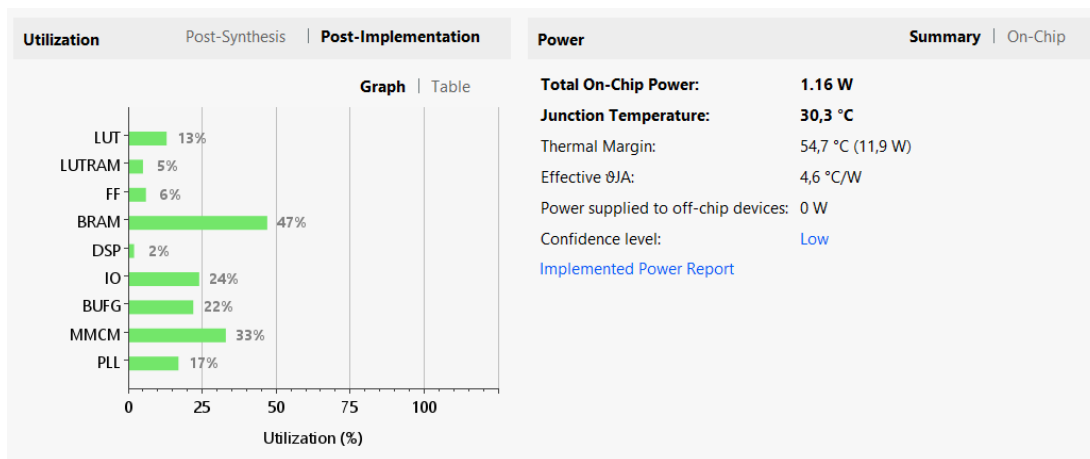 Utilization Post-Synthesis | Post-Implementation
Graph | Table
LUT 13%
LUTRAM 5%
FF 6%
BRAM 47%
DSP 2%
IO 24%
BUFG 22%
MMCM 33%
PLL 17%
0 25 50 75 100
Utilization (%)
Power Summary | On-Chip
Total On-Chip Power: 1.16 W
Junction Temperature: 30,3 °C
Thermal Margin: 54,7 °C (11,9 W)
Effective ϑJA: 4,6 °C/W
Power supplied to off-chip devices: 0 W
Confidence level: Low
Implemented Power Report